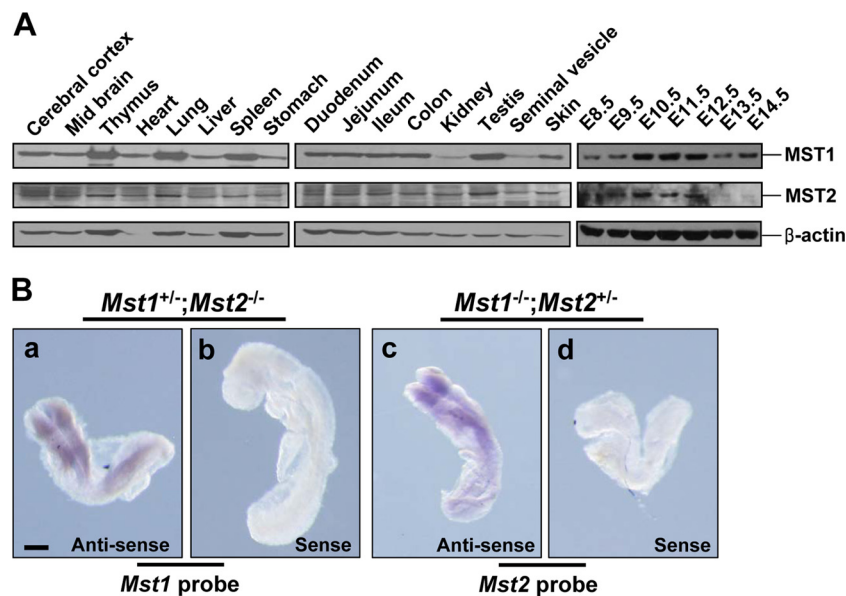 A
Cerebral cortex
Mid brain
Thymus
Heart
Lung
Liver
Spleen
Stomach
Duodenum
Jejunum
Ileum
Colon
Kidney
Testis
Seminal vesicle
Skin
E8.5
E9.5
E10.5
E11.5
E12.5
E13.5
E14.5
MST1
MST2
β-actin
B
Mst1+/-;Mst2-/-
Mst1-/-;Mst2+/-
a
b
c
d
Anti-sense
Sense
Anti-sense
Sense
Mst1 probe
Mst2 probe